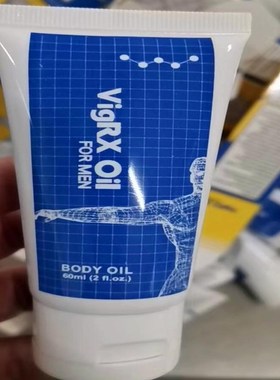 VigRX Oil
FOR MEN
BODY OIL
60ml (2 fl.oz.)